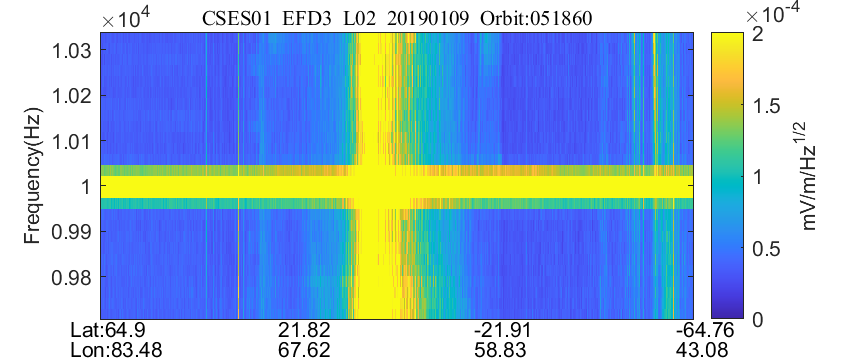 ×10⁴ CSES01 EFD3 L02 20190109 Orbit:051860 ×10⁻⁴
1.03
1.02
1.01
1
0.99
0.98
Frequency(Hz)
2
1.5
1
0.5
0
mV/m/Hz^1/2
Lat:64.9 21.82 -21.91 -64.76
Lon:83.48 67.62 58.83 43.08